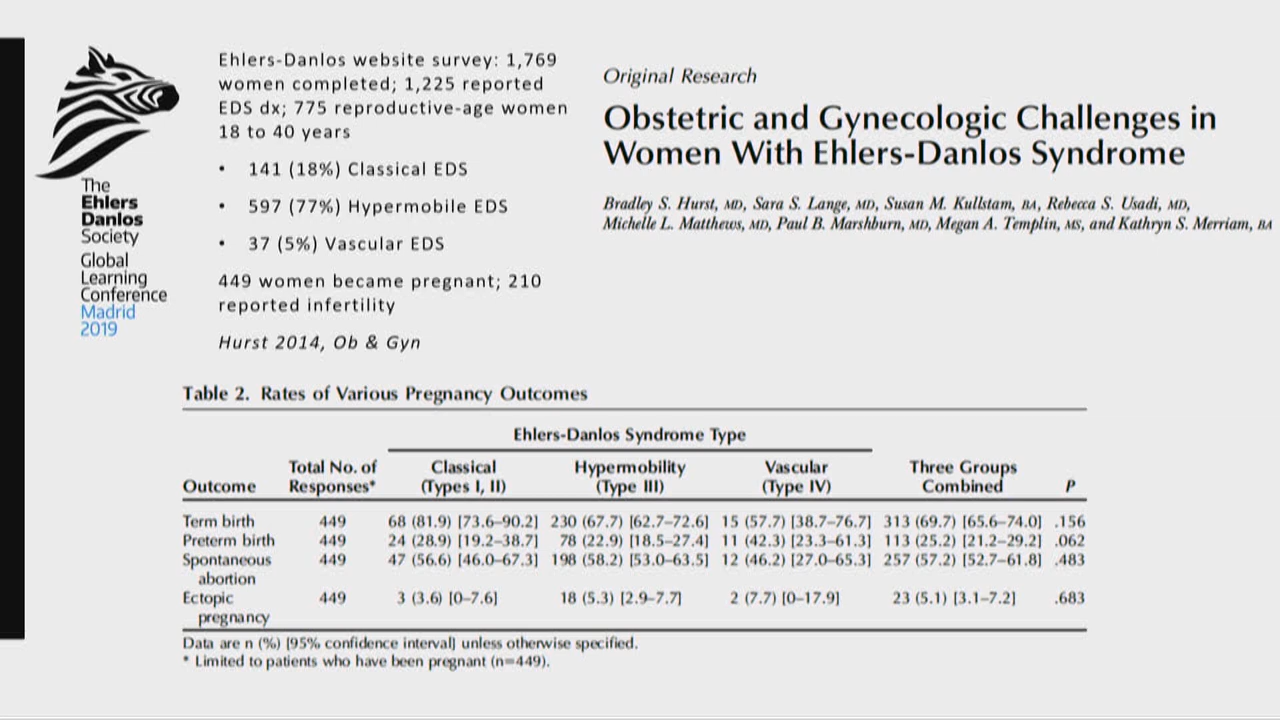 The
Ehlers
Danlos
Society
Global
Learning
Conference
Madrid
2019
Ehlers-Danlos website survey: 1,769
women completed; 1,225 reported
EDS dx; 775 reproductive-age women
18 to 40 years
• 141 (18%) Classical EDS
• 597 (77%) Hypermobile EDS
• 37 (5%) Vascular EDS
449 women became pregnant; 210
reported infertility
Hurst 2014, Ob & Gyn
Original Research
Obstetric and Gynecologic Challenges in
Women With Ehlers-Danlos Syndrome
Bradley S. Hurst, MD, Sara S. Lange, MD, Susan M. Kullstam, BA, Rebecca S. Usadi, MD,
Michelle L. Matthews, MD, Paul B. Marshburn, MD, Megan A. Templin, MS, and Kathryn S. Merriam, BA
Table 2. Rates of Various Pregnancy Outcomes
Ehlers-Danlos Syndrome Type
Total No. of Classical Hypermobility Vascular Three Groups
Outcome Responses* (Types I, II) (Type III) (Type IV) Combined P
Term birth 449 68 (81.9) [73.6–90.2] 230 (67.7) [62.7–72.6] 15 (57.7) [38.7–76.7] 313 (69.7) [65.6–74.0] .156
Preterm birth 449 24 (28.9) [19.2–38.7] 78 (22.9) [18.5–27.4] 11 (42.3) [23.3–61.3] 113 (25.2) [21.2–29.2] .062
Spontaneous 449 47 (56.6) [46.0–67.3] 198 (58.2) [53.0–63.5] 12 (46.2) [27.0–65.3] 257 (57.2) [52.7–61.8] .483
abortion
Ectopic 449 3 (3.6) [0–7.6] 18 (5.3) [2.9–7.7] 2 (7.7) [0–17.9] 23 (5.1) [3.1–7.2] .683
pregnancy
Data are n (%) [95% confidence interval] unless otherwise specified.
* Limited to patients who have been pregnant (n=449).